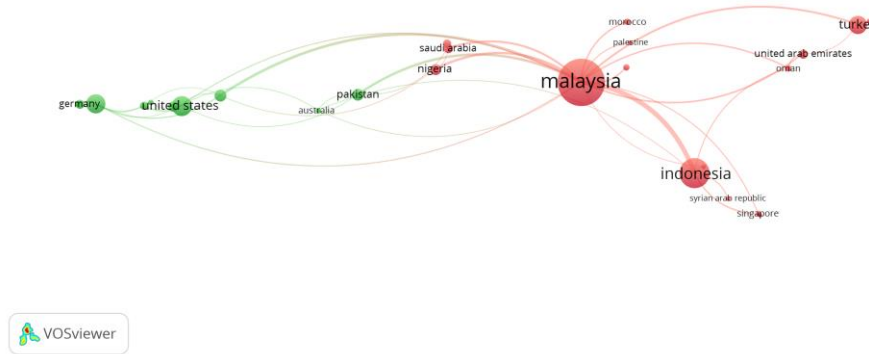 morocco
turke
palestine
saudi arabia
united arab emirates
nigeria
oman
malaysia
germany
united states
pakistan
australia
indonesia
syrian arab republic
singapore
VOSviewer